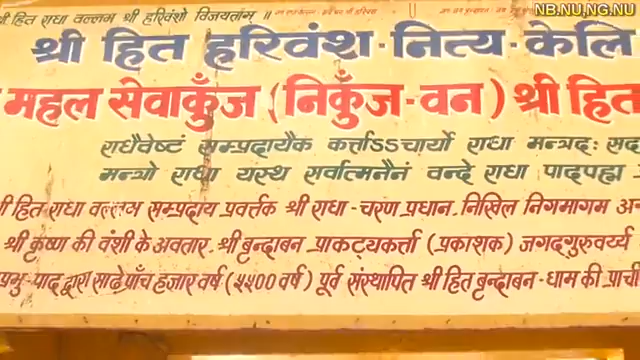 श्री हित राधा वल्लभ श्री हरिवंशो विजयताम् ॥
NB.NU,NG.NU
श्री हित हरिवंश - नित्य - केलि
महल सेवाकुँज (निकुँज-वन) श्री हित
राधैवेष्टं सम्प्रदायैक कर्त्ताऽऽचार्यो राधा मन्त्रदः सद
मन्त्रो राधा यस्य सर्वात्मनैनं वन्दे राधा पादपद्म
श्री हित राधा वल्लभ सम्प्रदाय प्रवर्त्तक श्री राधा - चरण प्रधान, निखिल निगमागम अ
श्री कृष्ण की वंशी के अवतार, श्री बृन्दाबन प्राकट्यकर्त्ता (प्रकाशक) जगद्गुरुवर्य्य
प्रभु-पाद द्वारा साढे पाँच हजार वर्ष (५५०० वर्ष) पूर्व संस्थापित श्री हित बृन्दाबन-धाम की प्राची